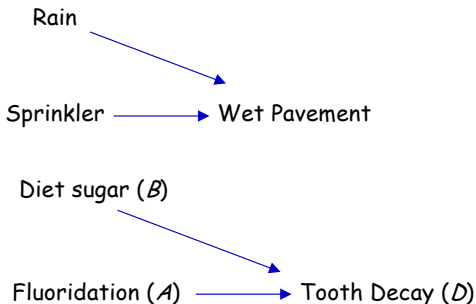 Rain
Sprinkler
Wet Pavement
Diet sugar (B)
Fluoridation (A)
Tooth Decay (D)